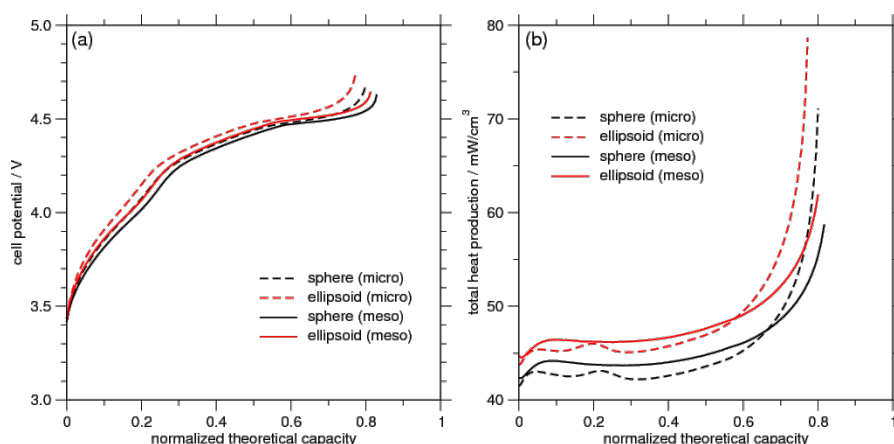 (a)
5.0
4.5
4.0
3.5
3.0
cell potential / V
sphere (micro)
ellipsoid (micro)
sphere (meso)
ellipsoid (meso)
0 0.2 0.4 0.6 0.8 1
normalized theoretical capacity
(b)
80
70
60
50
40
total heat production / mW/cm³
sphere (micro)
ellipsoid (micro)
sphere (meso)
ellipsoid (meso)
0 0.2 0.4 0.6 0.8 1
normalized theoretical capacity